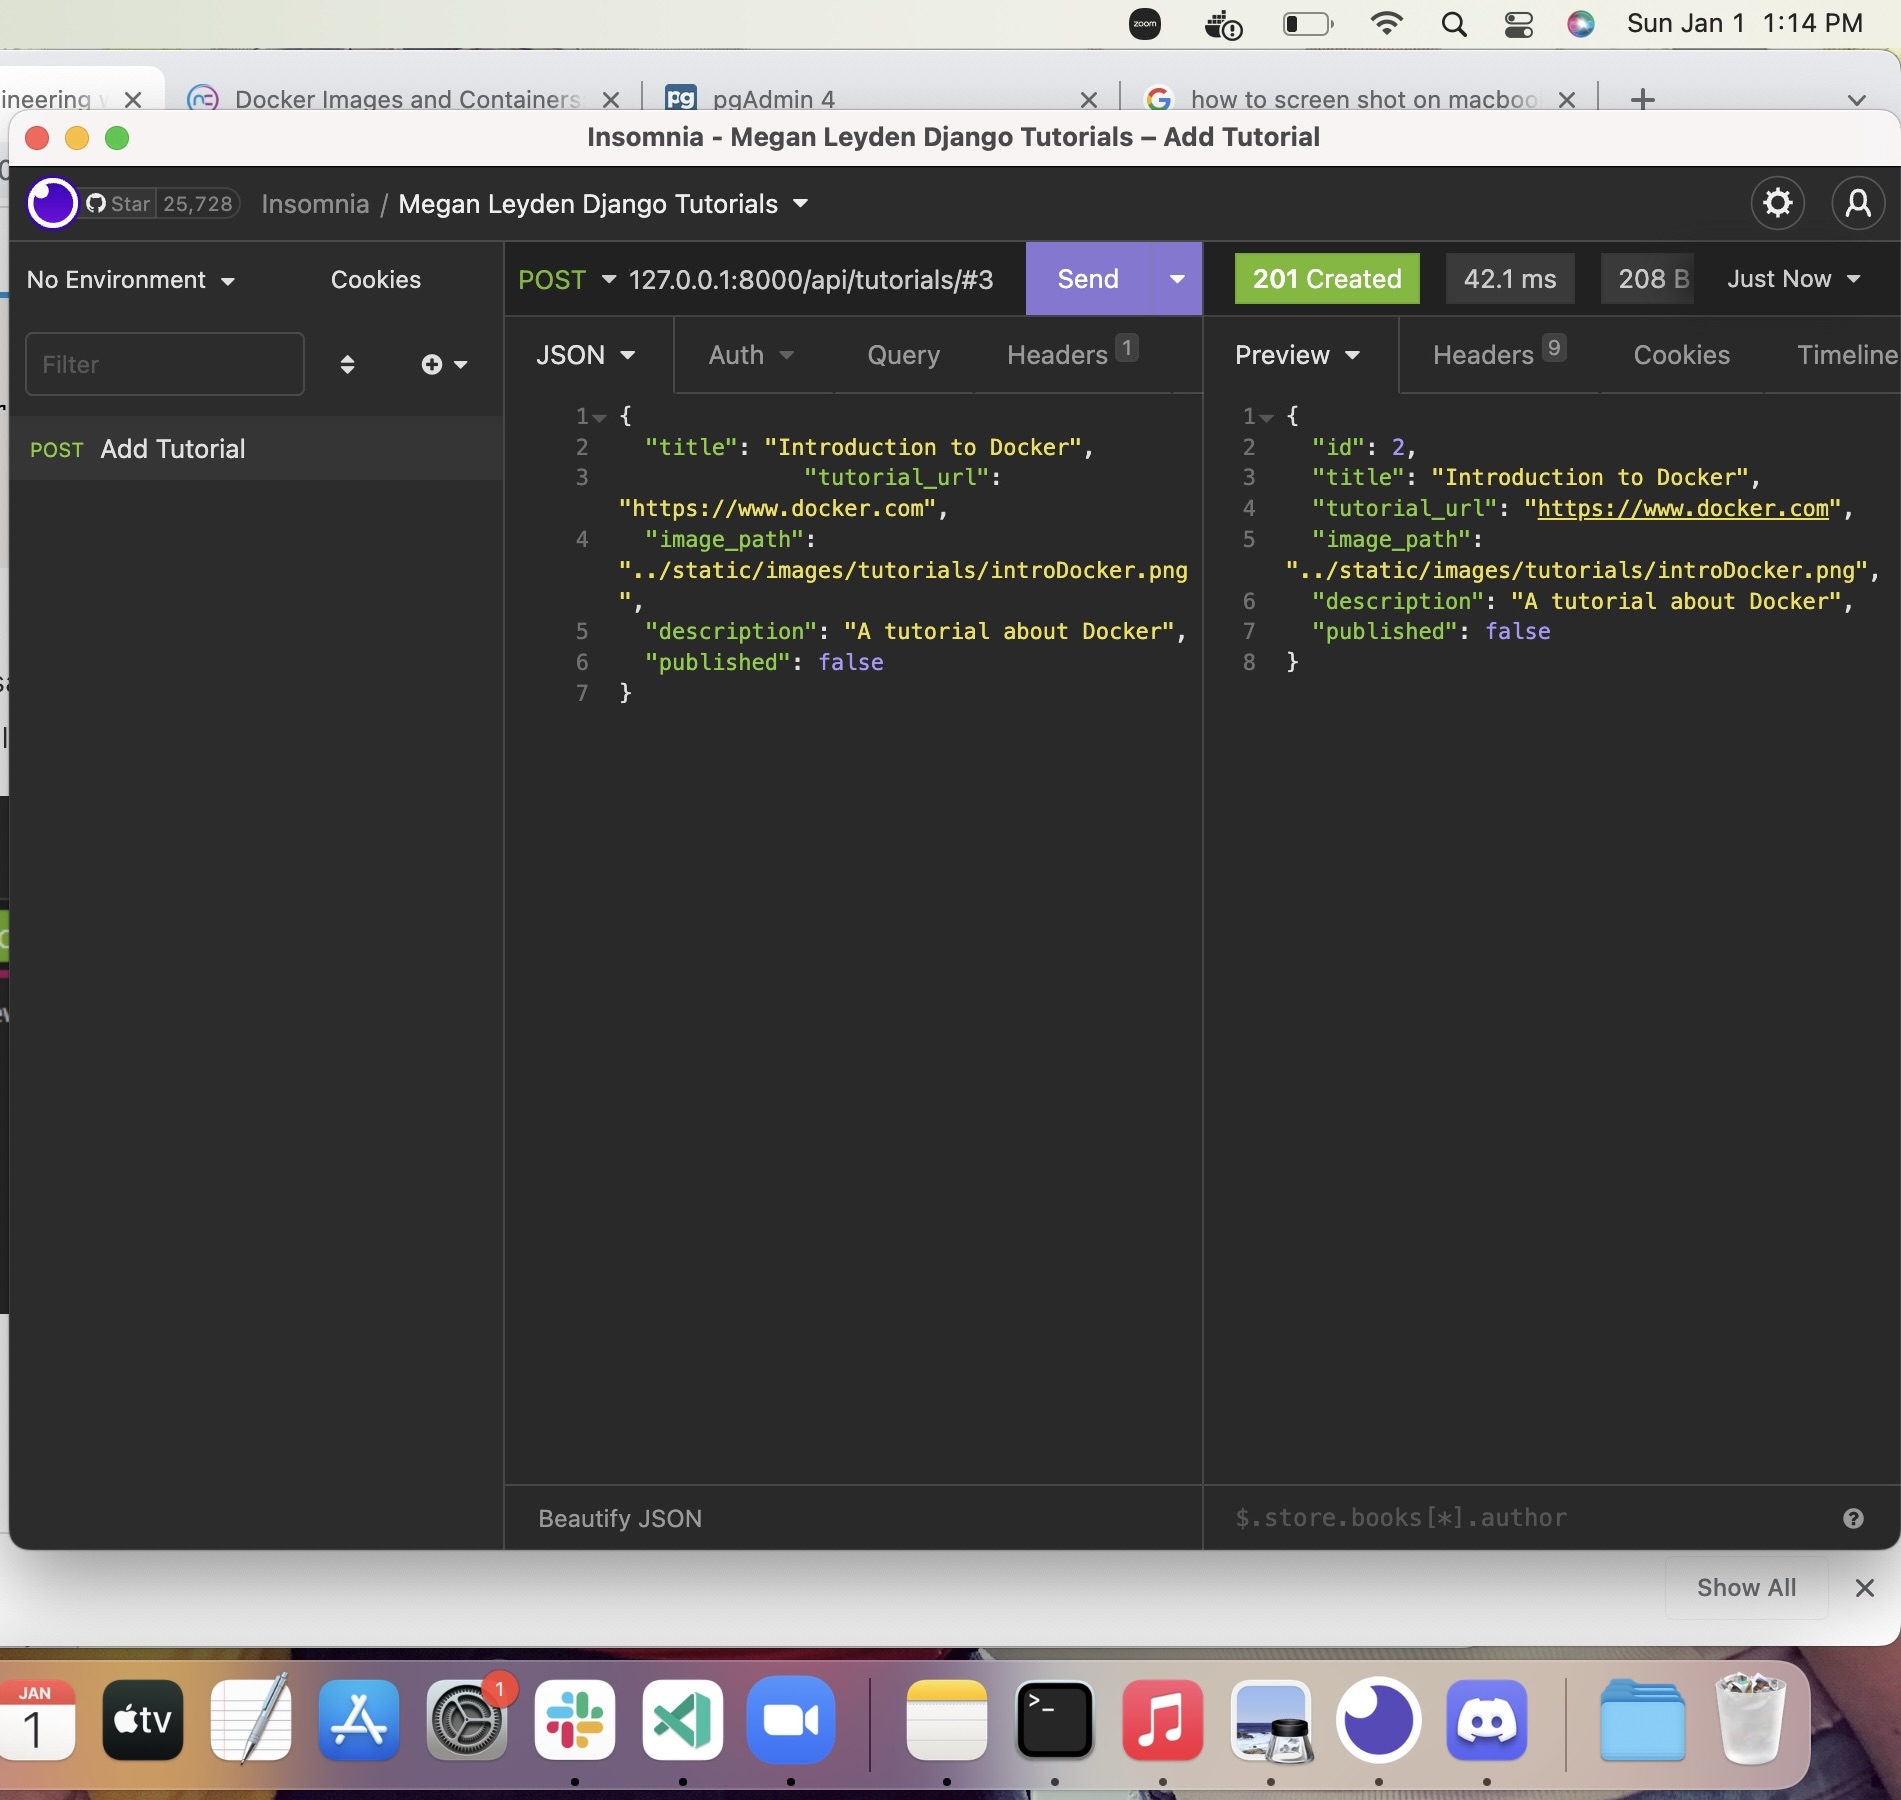 zoom
Sun Jan 1 1:14 PM
ineering
Docker Images and Containers
pg pgAdmin 4
how to screen shot on macboo
Insomnia - Megan Leyden Django Tutorials – Add Tutorial
Star 25,728
Insomnia / Megan Leyden Django Tutorials
No Environment
Cookies
POST 127.0.0.1:8000/api/tutorials/#3
Send
201 Created
42.1 ms
208 B
Just Now
Filter
JSON
Auth
Query
Headers 1
Preview
Headers 9
Cookies
Timeline
POST Add Tutorial
1 {
2 "title": "Introduction to Docker",
3 "tutorial_url":
"https://www.docker.com",
4 "image_path":
"../static/images/tutorials/introDocker.png
",
5 "description": "A tutorial about Docker",
6 "published": false
7 }
1 {
2 "id": 2,
3 "title": "Introduction to Docker",
4 "tutorial_url": "https://www.docker.com",
5 "image_path":
"../static/images/tutorials/introDocker.png",
6 "description": "A tutorial about Docker",
7 "published": false
8 }
Beautify JSON
$.store.books[*].author
?
Show All
JAN
1
tv
1